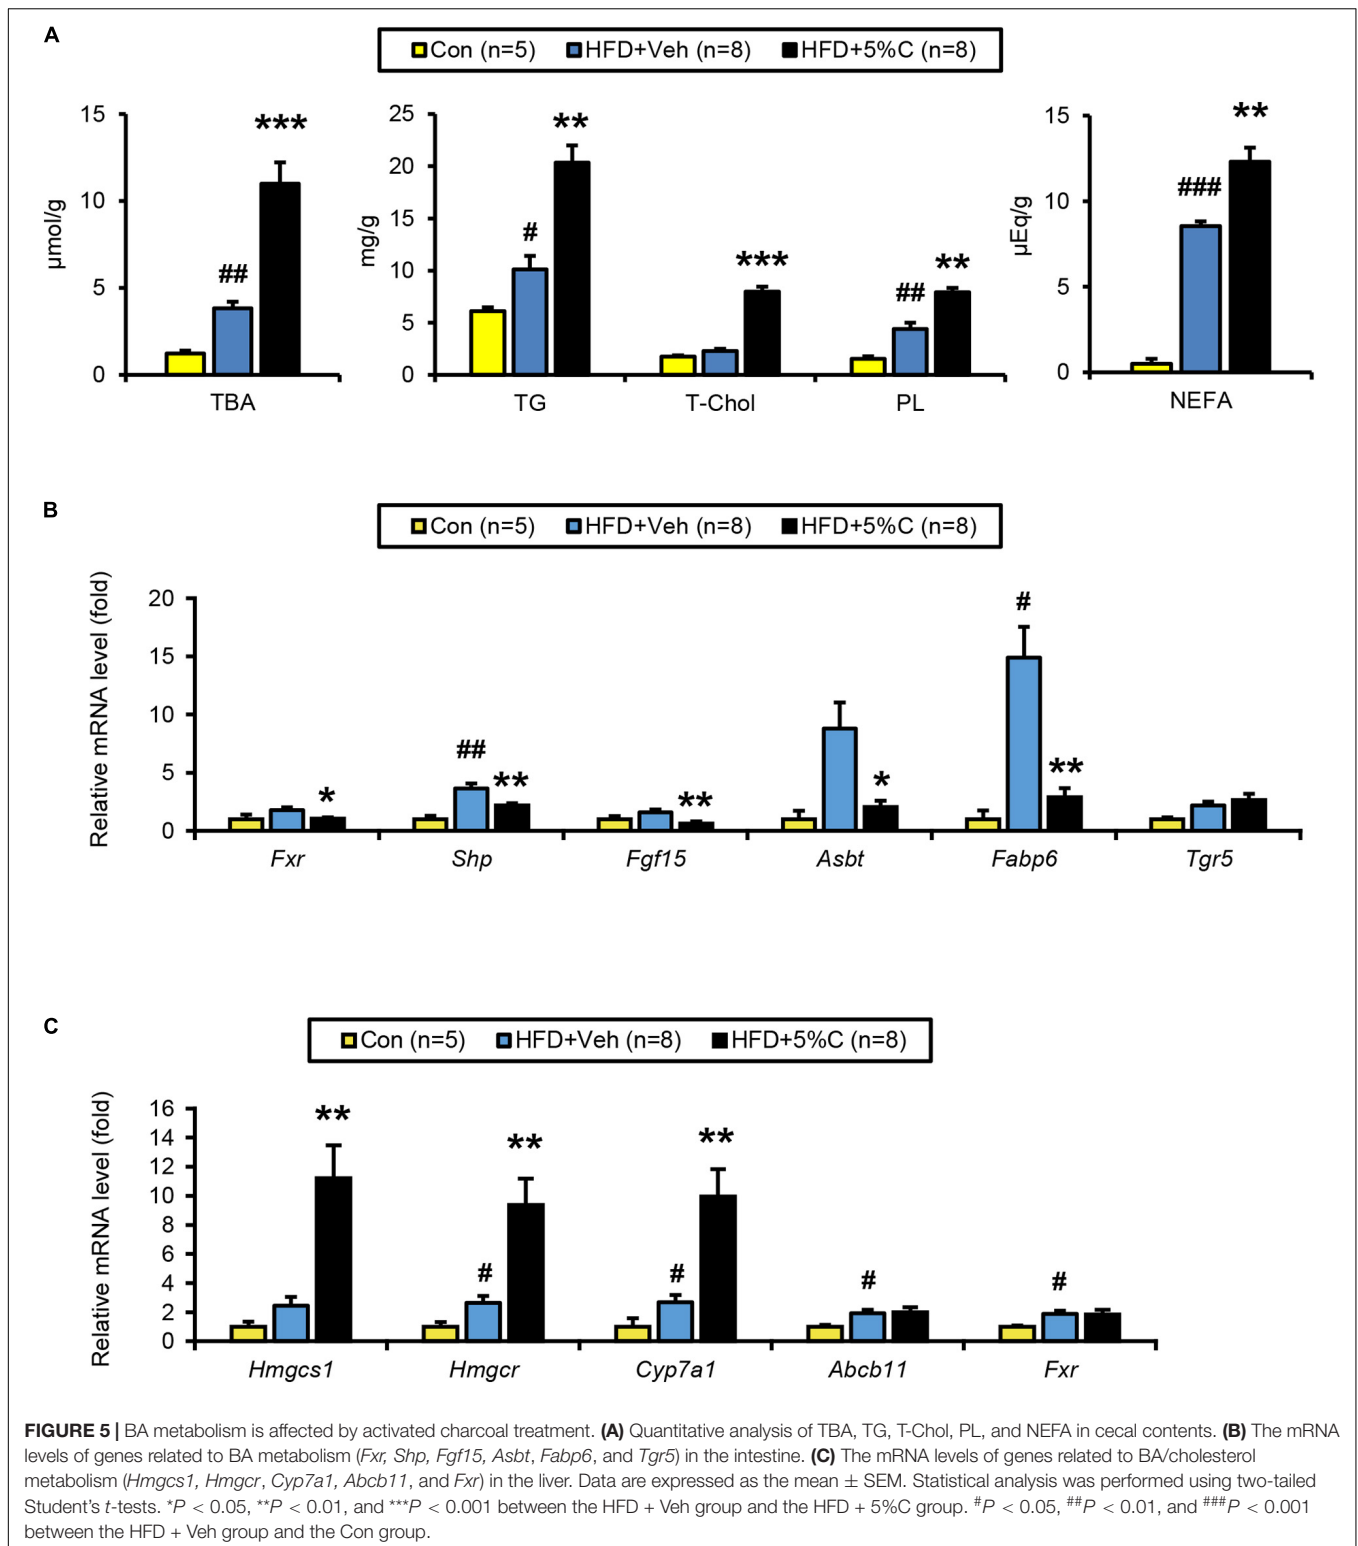 A
Con (n=5) HFD+Veh (n=8) HFD+5%C (n=8)
15
10
5
0
µmol/g
##
***
TBA
25
20
15
10
5
0
mg/g
#
**
***
##
**
TG T-Chol PL
15
10
5
0
µEq/g
###
**
NEFA
B
Con (n=5) HFD+Veh (n=8) HFD+5%C (n=8)
Relative mRNA level (fold)
20
15
10
5
0
*
##
**
**
*
#
**
Fxr Shp Fgf15 Asbt Fabp6 Tgr5
C
Con (n=5) HFD+Veh (n=8) HFD+5%C (n=8)
Relative mRNA level (fold)
16
14
12
10
8
6
4
2
0
**
#
**
#
**
#
#
Hmgcs1 Hmgcr Cyp7a1 Abcb11 Fxr
FIGURE 5 | BA metabolism is affected by activated charcoal treatment. (A) Quantitative analysis of TBA, TG, T-Chol, PL, and NEFA in cecal contents. (B) The mRNA
levels of genes related to BA metabolism (Fxr, Shp, Fgf15, Asbt, Fabp6, and Tgr5) in the intestine. (C) The mRNA levels of genes related to BA/cholesterol
metabolism (Hmgcs1, Hmgcr, Cyp7a1, Abcb11, and Fxr) in the liver. Data are expressed as the mean ± SEM. Statistical analysis was performed using two-tailed
Student's t-tests. *P < 0.05, **P < 0.01, and ***P < 0.001 between the HFD + Veh group and the HFD + 5%C group. #P < 0.05, ##P < 0.01, and ###P < 0.001
between the HFD + Veh group and the Con group.